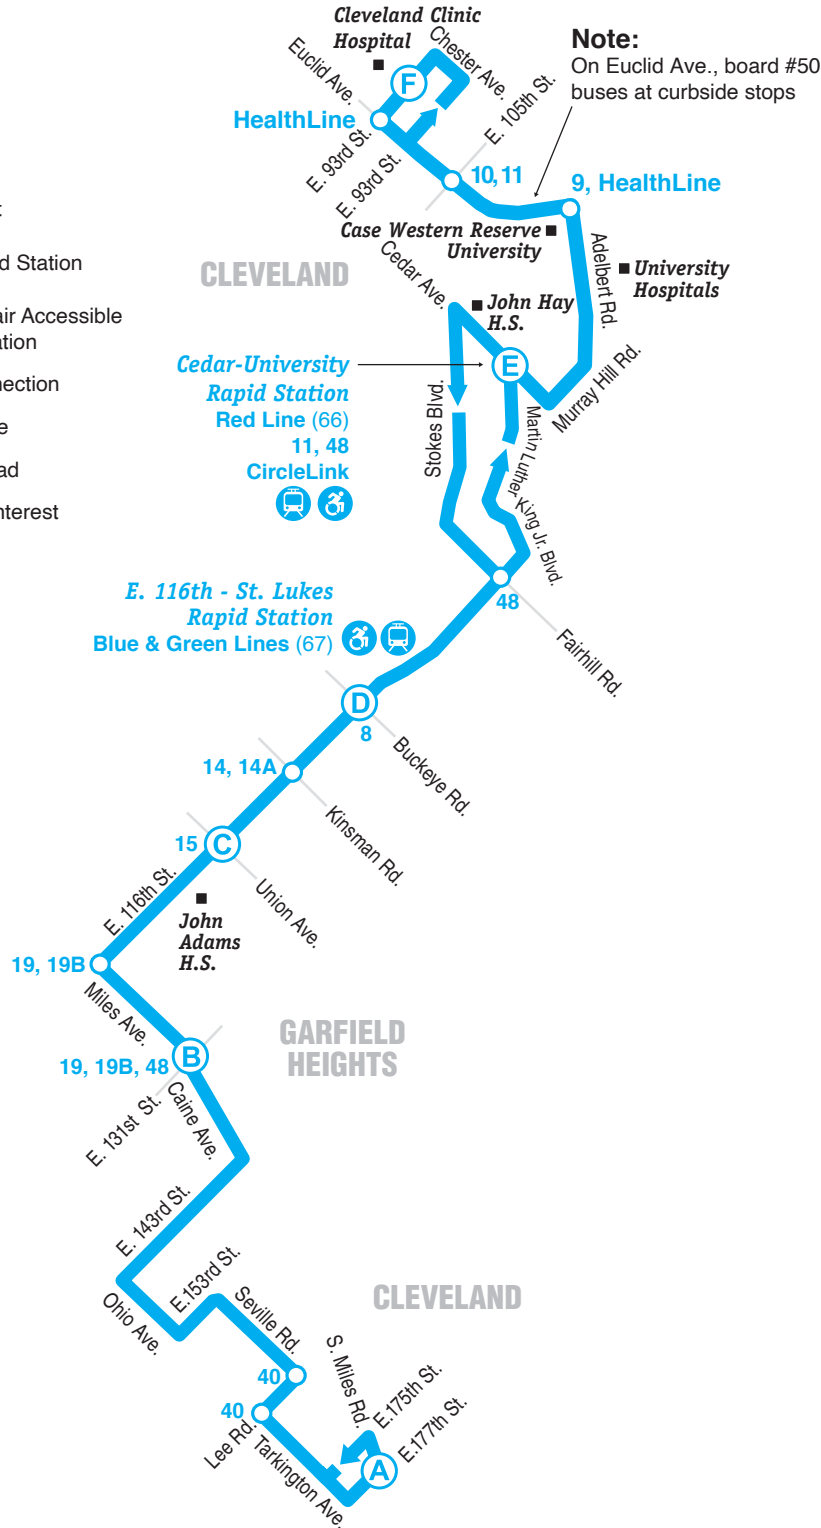 Cleveland Clinic
Hospital
Chester Ave.
Euclid Ave.
F
Note:
On Euclid Ave., board #50
buses at curbside stops
HealthLine
E. 93rd St.
E. 93rd St.
E. 105th St.
10, 11
9, HealthLine
Case Western Reserve
University
Adelbert Rd.
University
Hospitals
CLEVELAND
Cedar Ave.
John Hay
H.S.
d Station
air Accessible
ation
nection
e
ad
nterest
Cedar-University
Rapid Station
Red Line (66)
11, 48
CircleLink
E
Murray Hill Rd.
Stokes Blvd.
Martin Luther King Jr. Blvd.
48
Fairhill Rd.
E. 116th - St. Lukes
Rapid Station
Blue & Green Lines (67)
D
8
Buckeye Rd.
14, 14A
Kinsman Rd.
15
C
Union Ave.
E. 116th St.
John
Adams
H.S.
19, 19B
Miles Ave.
GARFIELD
HEIGHTS
B
19, 19B, 48
E. 131st St.
Caine Ave.
E. 143rd St.
Ohio Ave.
E.153rd St.
Seville Rd.
CLEVELAND
40
40
Lee Rd.
Tarkington Ave.
S. Miles Rd.
E.175th St.
E.177th St.
A